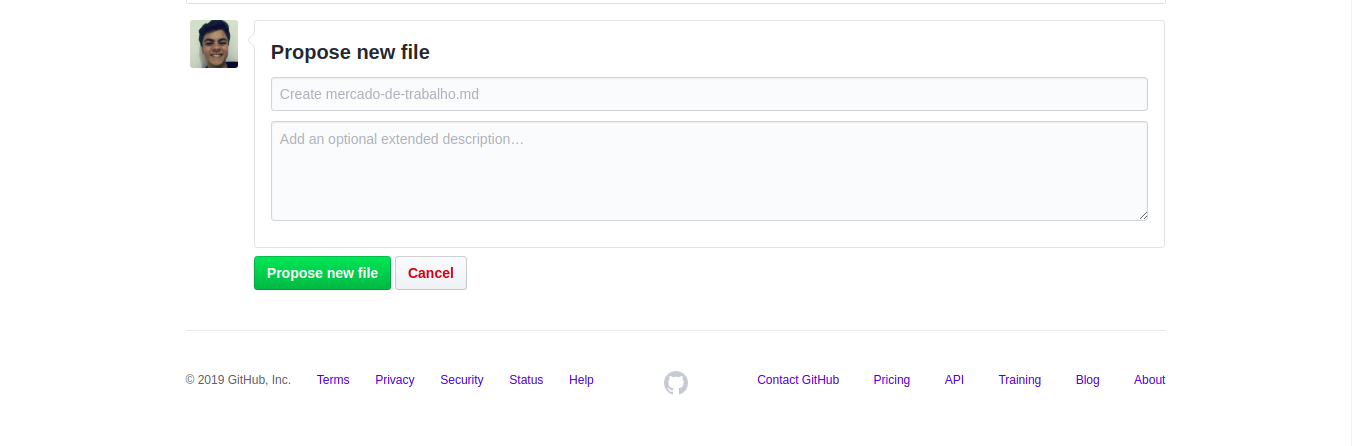 Propose new file
Create mercado-de-trabalho.md
Add an optional extended description…
Propose new file Cancel
© 2019 GitHub, Inc. Terms Privacy Security Status Help Contact GitHub Pricing API Training Blog About